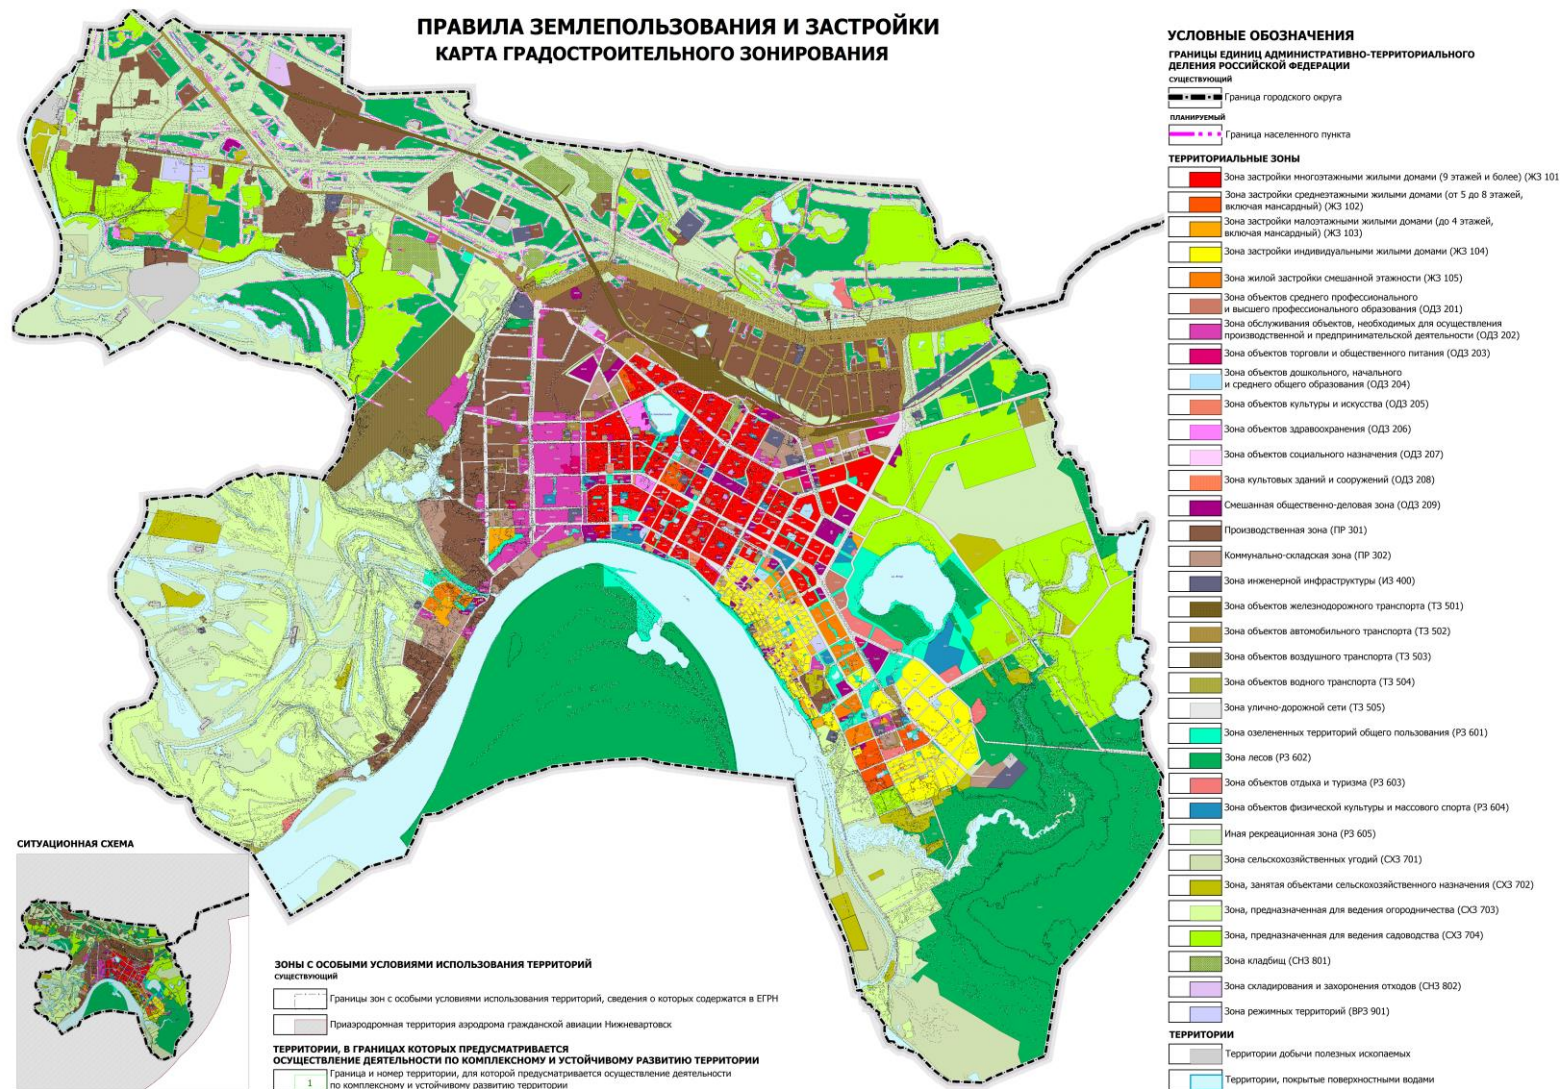 ПРАВИЛА ЗЕМЛЕПОЛЬЗОВАНИЯ И ЗАСТРОЙКИ
КАРТА ГРАДОСТРОИТЕЛЬНОГО ЗОНИРОВАНИЯ
УСЛОВНЫЕ ОБОЗНАЧЕНИЯ
ГРАНИЦЫ ЕДИНИЦ АДМИНИСТРАТИВНО-ТЕРРИТОРИАЛЬНОГО
ДЕЛЕНИЯ РОССИЙСКОЙ ФЕДЕРАЦИИ
СУЩЕСТВУЮЩИЙ
Граница городского округа
ПЛАНИРУЕМЫЙ
Граница населенного пункта
ТЕРРИТОРИАЛЬНЫЕ ЗОНЫ
Зона застройки многоэтажными жилыми домами (9 этажей и более) (ЖЗ 101
Зона застройки среднеэтажными жилыми домами (от 5 до 8 этажей,
включая мансардный) (ЖЗ 102)
Зона застройки малоэтажными жилыми домами (до 4 этажей,
включая мансардный) (ЖЗ 103)
Зона застройки индивидуальными жилыми домами (ЖЗ 104)
Зона жилой застройки смешанной этажности (ЖЗ 105)
Зона объектов среднего профессионального
и высшего профессионального образования (ОДЗ 201)
Зона обслуживания объектов, необходимых для осуществления
производственной и предпринимательской деятельности (ОДЗ 202)
Зона объектов торговли и общественного питания (ОДЗ 203)
Зона объектов дошкольного, начального
и среднего общего образования (ОДЗ 204)
Зона объектов культуры и искусства (ОДЗ 205)
Зона объектов здравоохранения (ОДЗ 206)
Зона объектов социального назначения (ОДЗ 207)
Зона культовых зданий и сооружений (ОДЗ 208)
Смешанная общественно-деловая зона (ОДЗ 209)
Производственная зона (ПР 301)
Коммунально-складская зона (ПР 302)
Зона инженерной инфраструктуры (ИЗ 400)
Зона объектов железнодорожного транспорта (ТЗ 501)
Зона объектов автомобильного транспорта (ТЗ 502)
Зона объектов воздушного транспорта (ТЗ 503)
Зона объектов водного транспорта (ТЗ 504)
Зона улично-дорожной сети (ТЗ 505)
Зона озелененных территорий общего пользования (РЗ 601)
Зона лесов (РЗ 602)
Зона объектов отдыха и туризма (РЗ 603)
Зона объектов физической культуры и массового спорта (РЗ 604)
Иная рекреационная зона (РЗ 605)
Зона сельскохозяйственных угодий (СХЗ 701)
Зона, занятая объектами сельскохозяйственного назначения (СХЗ 702)
Зона, предназначенная для ведения огородничества (СХЗ 703)
Зона, предназначенная для ведения садоводства (СХЗ 704)
Зона кладбищ (СНЗ 801)
Зона складирования и захоронения отходов (СНЗ 802)
Зона режимных территорий (ВРЗ 901)
ТЕРРИТОРИИ
Территории добычи полезных ископаемых
Территории, покрытые поверхностными водами
СИТУАЦИОННАЯ СХЕМА
ЗОНЫ С ОСОБЫМИ УСЛОВИЯМИ ИСПОЛЬЗОВАНИЯ ТЕРРИТОРИЙ
СУЩЕСТВУЮЩИЙ
Границы зон с особыми условиями использования территорий, сведения о которых содержатся в ЕГРН
Приаэродромная территория аэродрома гражданской авиации Нижневартовск
ТЕРРИТОРИИ, В ГРАНИЦАХ КОТОРЫХ ПРЕДУСМАТРИВАЕТСЯ
ОСУЩЕСТВЛЕНИЕ ДЕЯТЕЛЬНОСТИ ПО КОМПЛЕКСНОМУ И УСТОЙЧИВОМУ РАЗВИТИЮ ТЕРРИТОРИИ
1 Граница и номер территории, для которой предусматривается осуществление деятельности
по комплексному и устойчивому развитию территории